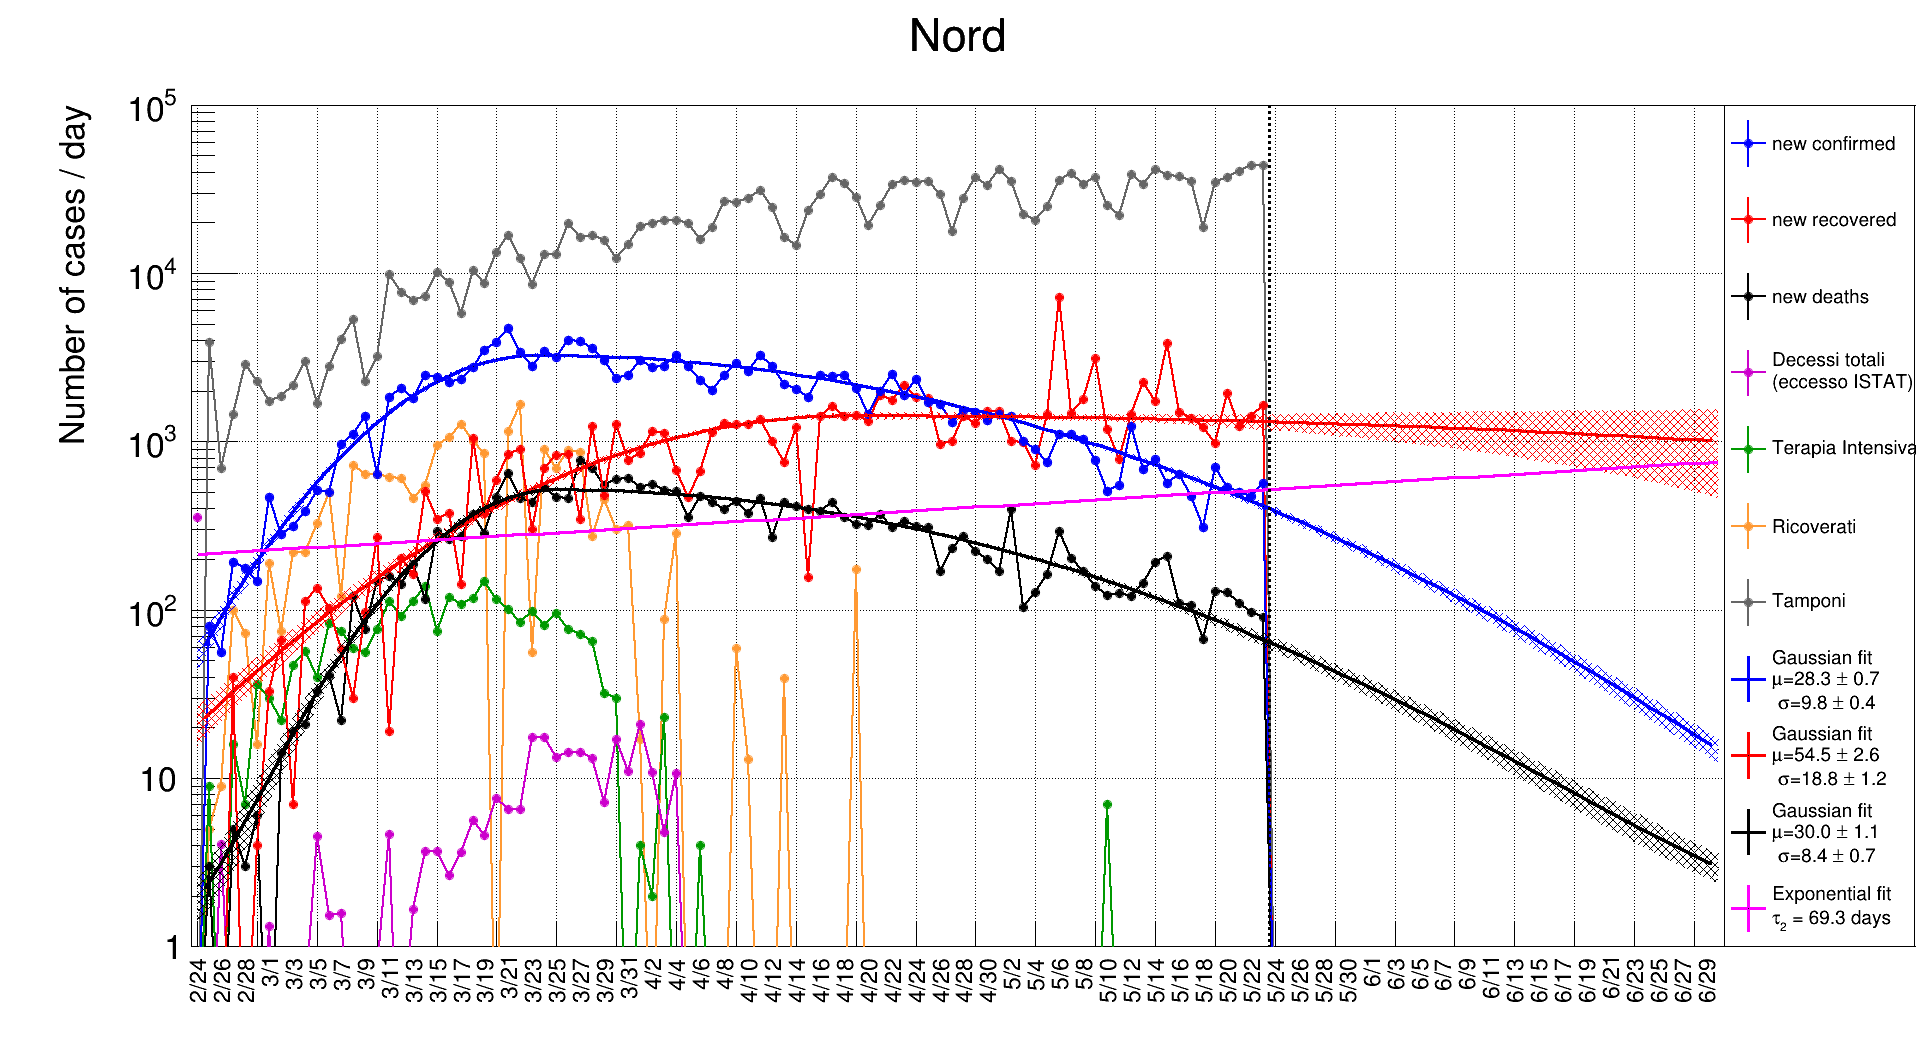 Nord
Number of cases / day
10^5
10^4
10^3
10^2
10
1
2/24 2/26 2/28 3/1 3/3 3/5 3/7 3/9 3/11 3/13 3/15 3/17 3/19 3/21 3/23 3/25 3/27 3/29 3/31 4/2 4/4 4/6 4/8 4/10 4/12 4/14 4/16 4/18 4/20 4/22 4/24 4/26 4/28 4/30 5/2 5/4 5/6 5/8 5/10 5/12 5/14 5/16 5/18 5/20 5/22 5/24 5/26 5/28 5/30 6/1 6/3 6/5 6/7 6/9 6/11 6/13 6/15 6/17 6/19 6/21 6/23 6/25 6/27 6/29
new confirmed
new recovered
new deaths
Decessi totali
(eccesso ISTAT)
Terapia Intensiva
Ricoverati
Tamponi
Gaussian fit
μ=28.3 ± 0.7
σ=9.8 ± 0.4
Gaussian fit
μ=54.5 ± 2.6
σ=18.8 ± 1.2
Gaussian fit
μ=30.0 ± 1.1
σ=8.4 ± 0.7
Exponential fit
τ₂ = 69.3 days